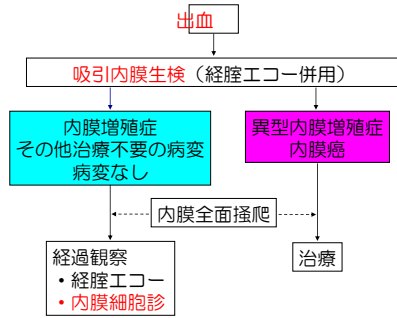 出血
吸引内膜生検（経腟エコー併用）
内膜増殖症
その他治療不要の病変
病変なし
異型内膜増殖症
内膜癌
内膜全面掻爬
経過観察
・経腟エコー
・内膜細胞診
治療